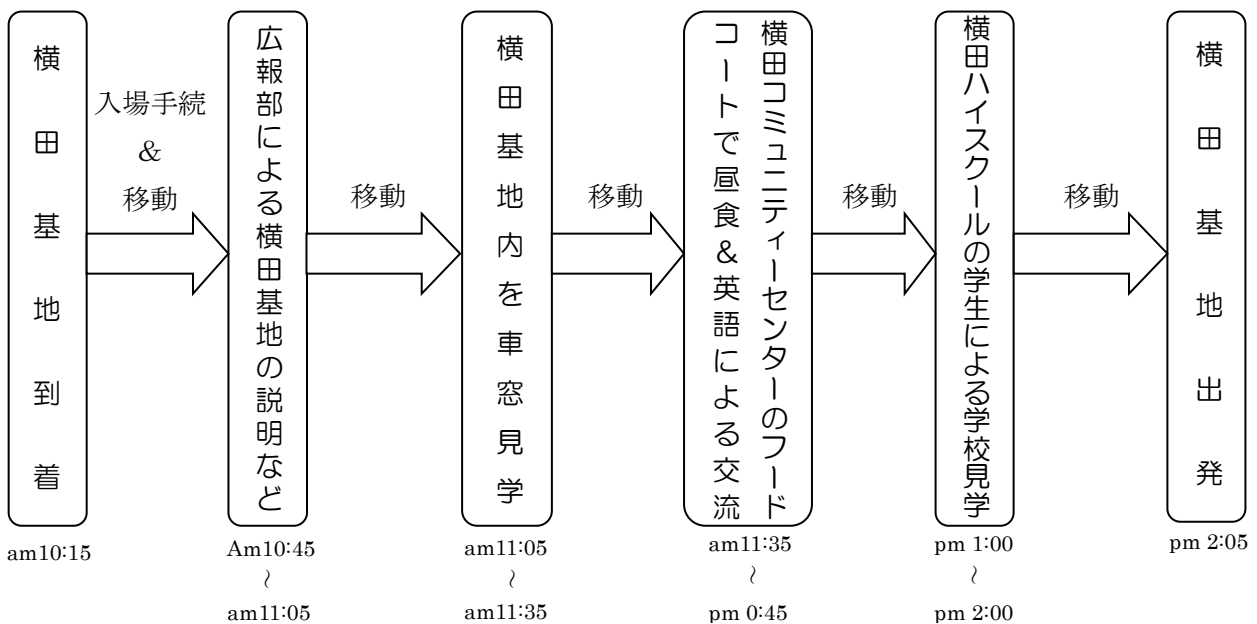 横田基地到着
am10:15
入場手続
&
移動
広報部による横田基地の説明など
Am10:45
~
am11:05
移動
横田基地内を車窓見学
am11:05
~
am11:35
移動
横田コミュニティーセンターのフード
コートで昼食&英語による交流
am11:35
~
pm 0:45
移動
横田ハイスクールの学生による学校見学
pm 1:00
~
pm 2:00
移動
横田基地出発
pm 2:05